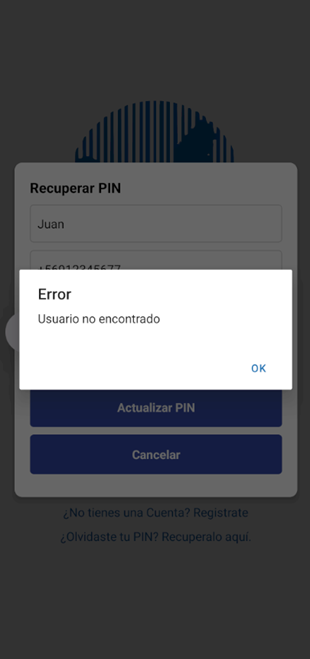 Recuperar PIN
Juan
+56912345677
Error
Usuario no encontrado
OK
Actualizar PIN
Cancelar
¿No tienes una Cuenta? Registrate
¿Olvidaste tu PIN? Recuperalo aquí.